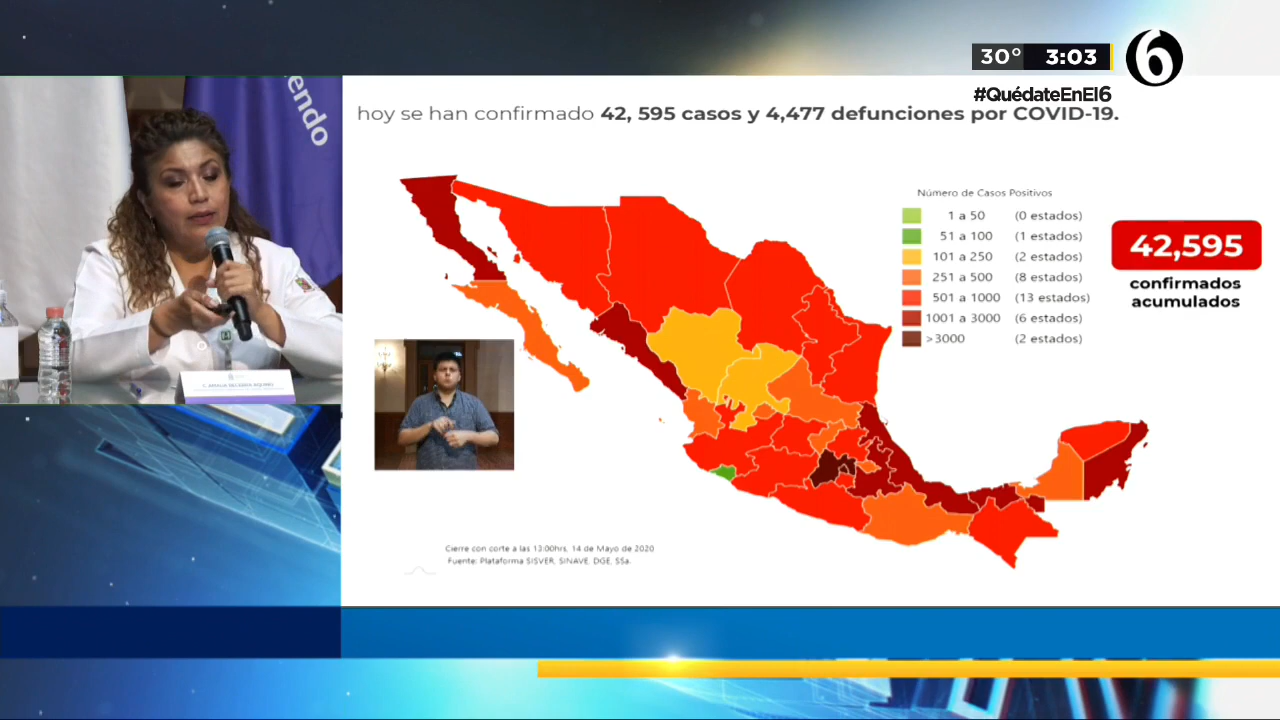 30° 3:03 6
#QuédateEnEl6
endo
hoy se han confirmado 42, 595 casos y 4,477 defunciones por COVID-19.
Número de Casos Positivos
1 a 50 (0 estados)
51 a 100 (1 estados)
101 a 250 (2 estados)
251 a 500 (8 estados)
501 a 1000 (13 estados)
1001 a 3000 (6 estados)
>3000 (2 estados)
42,595
confirmados
acumulados
Cierre con corte a las 13:00hrs, 14 de Mayo de 2020
Fuente: Plataforma SISVER, SINAVE, DGE, SSa.